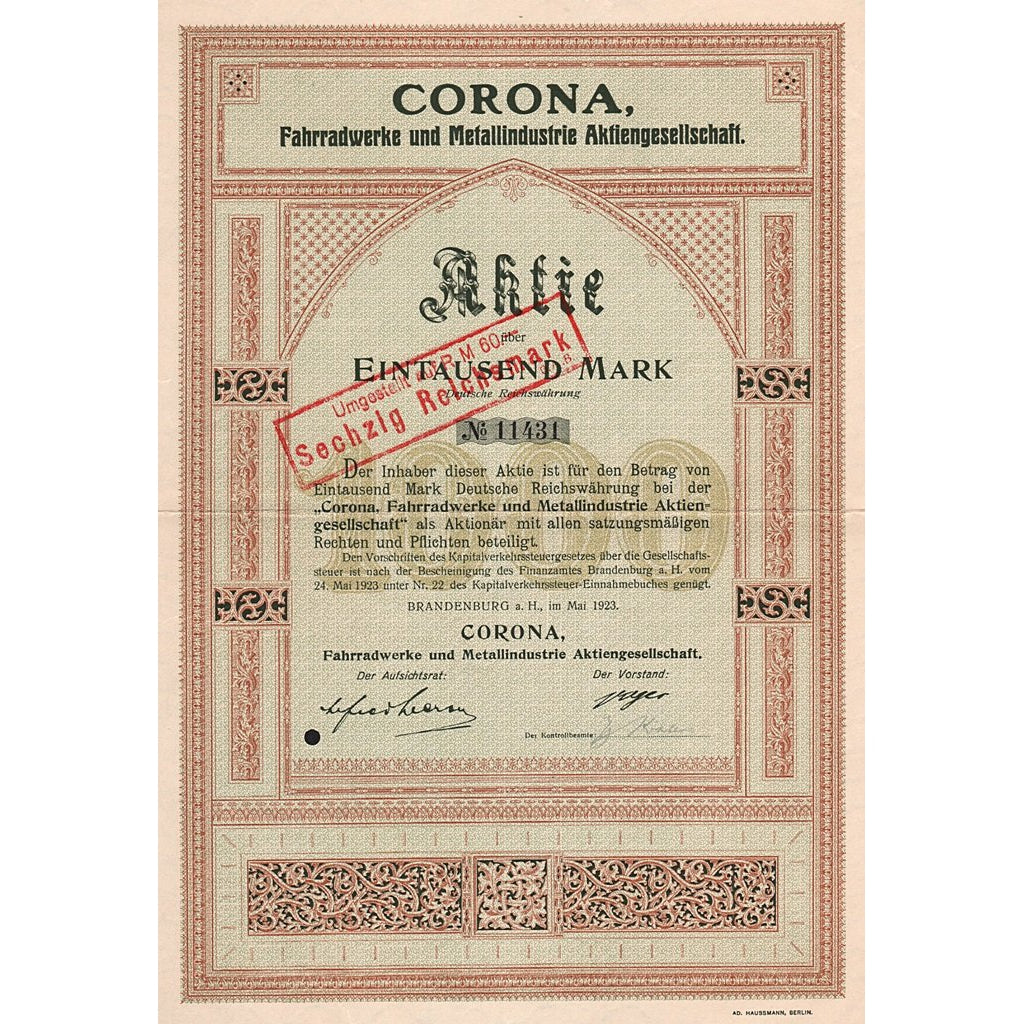 CORONA,
Fahrradwerke und Metallindustrie Aktiengesellschaft.
Aktie
über
EINTAUSEND MARK
Deutsche Reichswährung
Umgestellt auf R.M 60.-
Sechzig Reichsmark
№ 11431
1000
Der Inhaber dieser Aktie ist für den Betrag von
Eintausend Mark Deutsche Reichswährung bei der
„Corona, Fahrradwerke und Metallindustrie Aktien-
gesellschaft“ als Aktionär mit allen satzungsmäßigen
Rechten und Pflichten beteiligt.
Den Vorschriften des Kapitalverkehrssteuergesetzes über die Gesellschafts-
steuer ist nach der Bescheinigung des Finanzamtes Brandenburg a. H. vom
24. Mai 1923 unter Nr. 22 des Kapitalverkehrssteuer-Einnahmebuches genügt.
BRANDENBURG a. H., im Mai 1923.
CORONA,
Fahrradwerke und Metallindustrie Aktiengesellschaft.
Der Aufsichtsrat:
Der Vorstand:
Der Kontrollbeamte:
AD. HAUSSMANN, BERLIN.